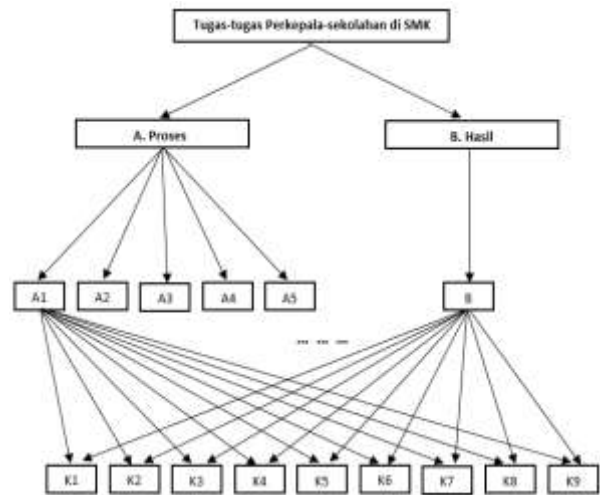 Tugas-tugas Perkepala-sekolahan di SMK
A. Proses
B. Hasil
A1
A2
A3
A4
A5
B
... ... ...
K1
K2
K3
K4
K5
K6
K7
K8
K9